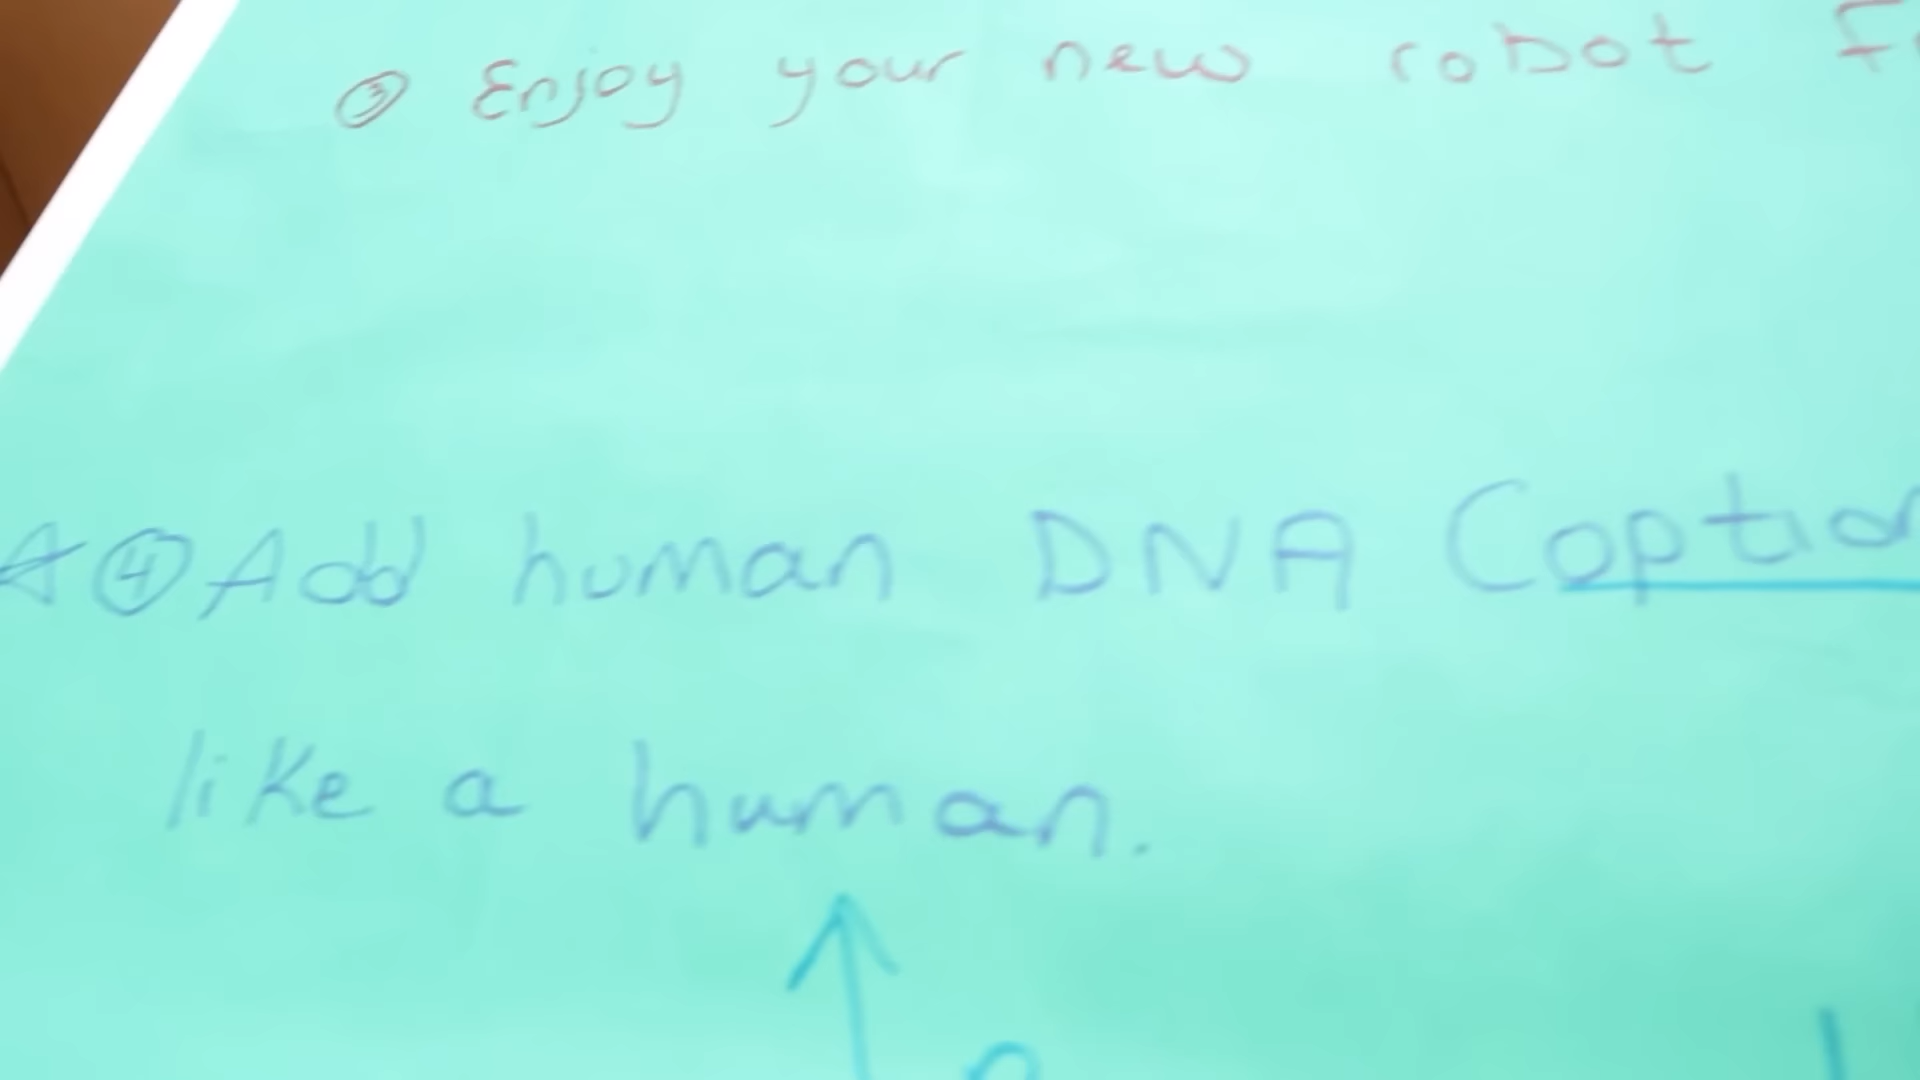 ③ Enjoy your new robot
④ Add human DNA (
like a human.